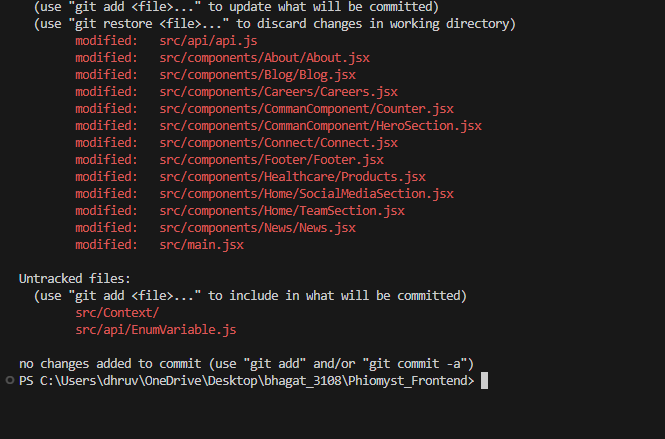 (use "git add <file>..." to update what will be committed)
(use "git restore <file>..." to discard changes in working directory)
modified:   src/api/api.js
modified:   src/components/About/About.jsx
modified:   src/components/Blog/Blog.jsx
modified:   src/components/Careers/Careers.jsx
modified:   src/components/CommanComponent/Counter.jsx
modified:   src/components/CommanComponent/HeroSection.jsx
modified:   src/components/Connect/Connect.jsx
modified:   src/components/Footer/Footer.jsx
modified:   src/components/Healthcare/Products.jsx
modified:   src/components/Home/SocialMediaSection.jsx
modified:   src/components/Home/TeamSection.jsx
modified:   src/components/News/News.jsx
modified:   src/main.jsx
Untracked files:
(use "git add <file>..." to include in what will be committed)
src/Context/
src/api/EnumVariable.js
no changes added to commit (use "git add" and/or "git commit -a")
PS C:\Users\dhruv\OneDrive\Desktop\bhagat_3108\Phiomyst_Frontend>